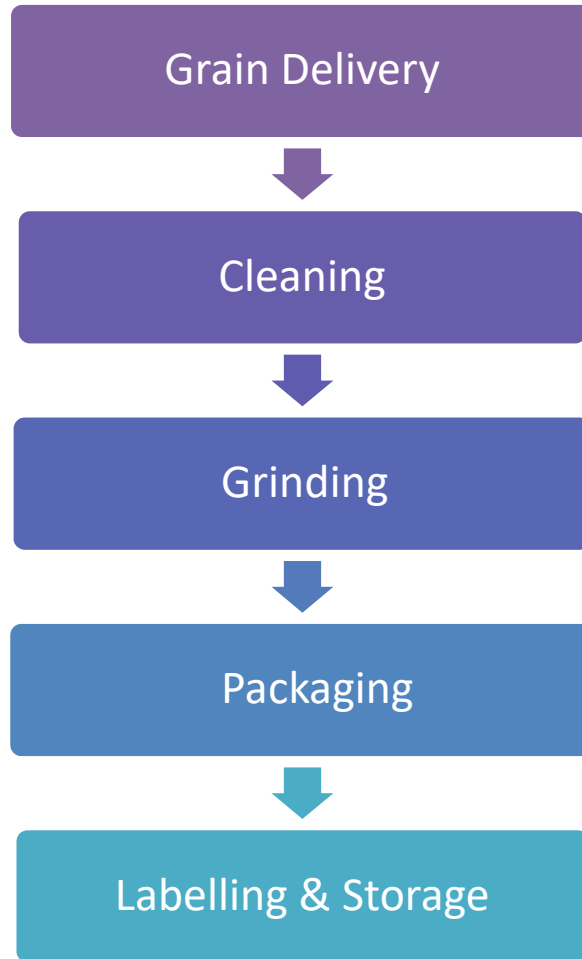 Grain Delivery
Cleaning
Grinding
Packaging
Labelling & Storage